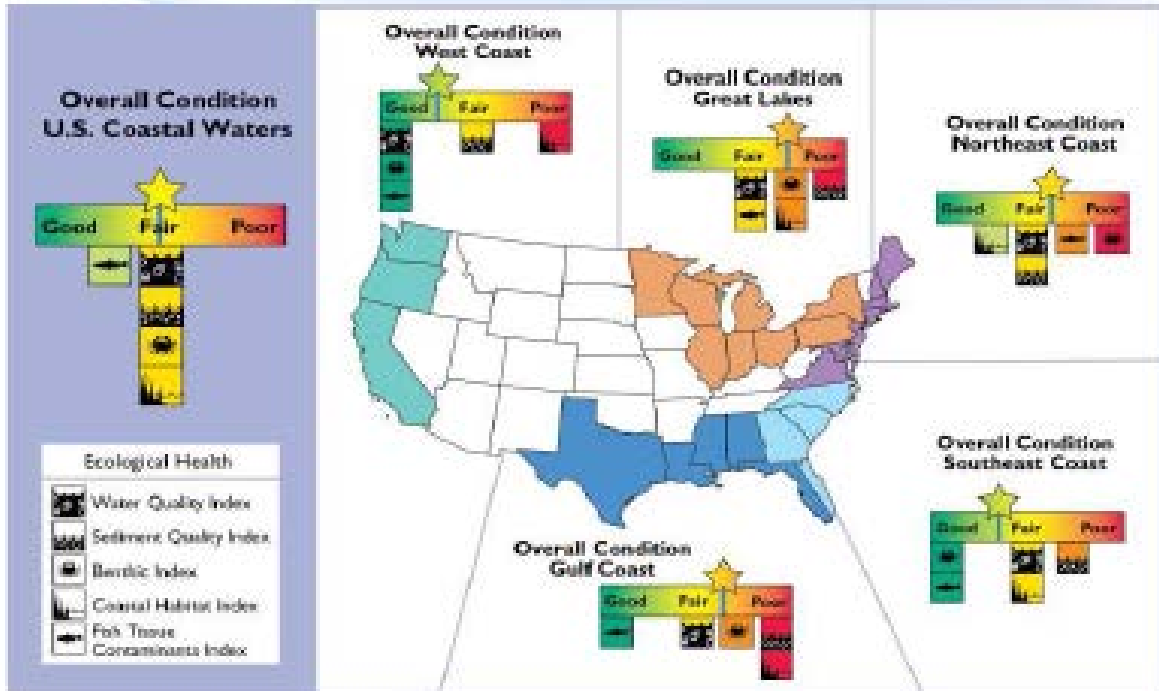 Overall Condition
U.S. Coastal Waters
Good Fair Poor
Ecological Health
Water Quality Index
Sediment Quality Index
Benthic Index
Coastal Habitat Index
Fish Tissue
Contaminants Index
Overall Condition
West Coast
Good Fair Poor
Overall Condition
Great Lakes
Good Fair Poor
Overall Condition
Northeast Coast
Good Fair Poor
Overall Condition
Southeast Coast
Good Fair Poor
Overall Condition
Gulf Coast
Good Fair Poor